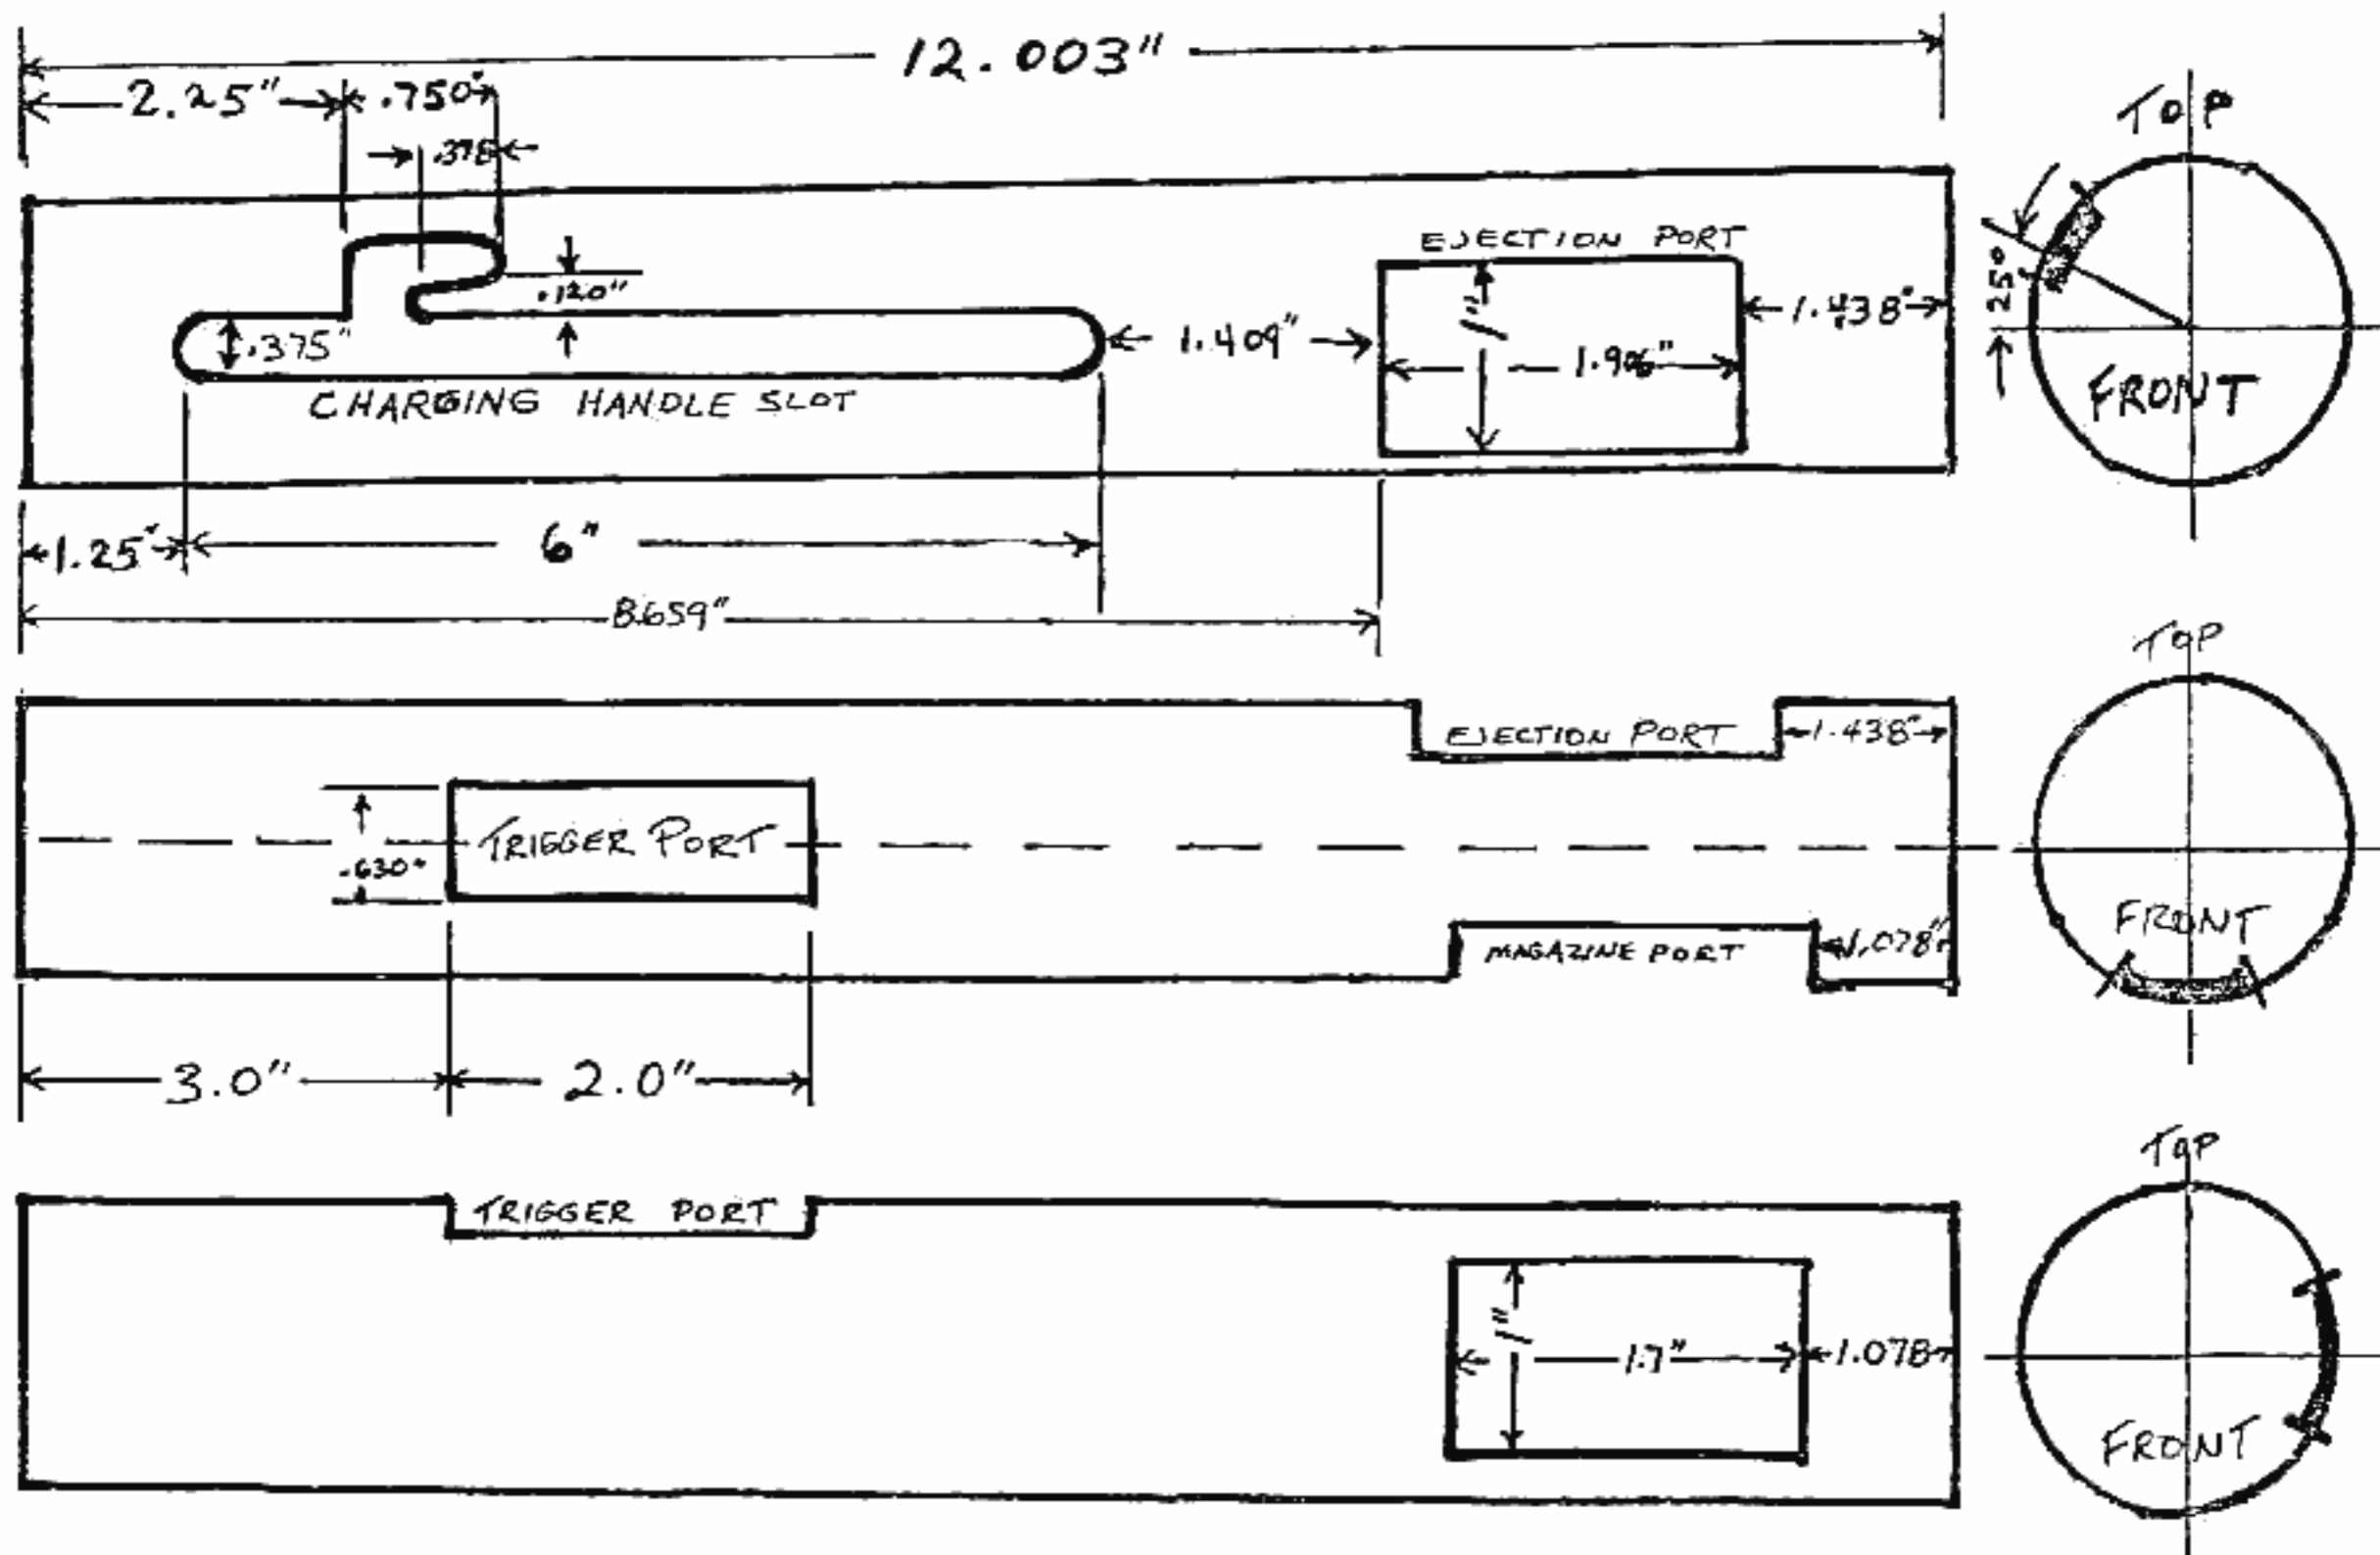 12.003"
2.25" .750"
TOP
EJECTION PORT
.120"
25°
.375" 1.409" 1" 1.438"
1.906"
CHARGING HANDLE SLOT FRONT
1.25" 6"
8.659"
TOP
EJECTION PORT 1.438"
TRIGGER PORT
.630"
FRONT
MAGAZINE PORT 1.078"
3.0" 2.0"
TOP
TRIGGER PORT
1" 1.7" 1.078
FRONT